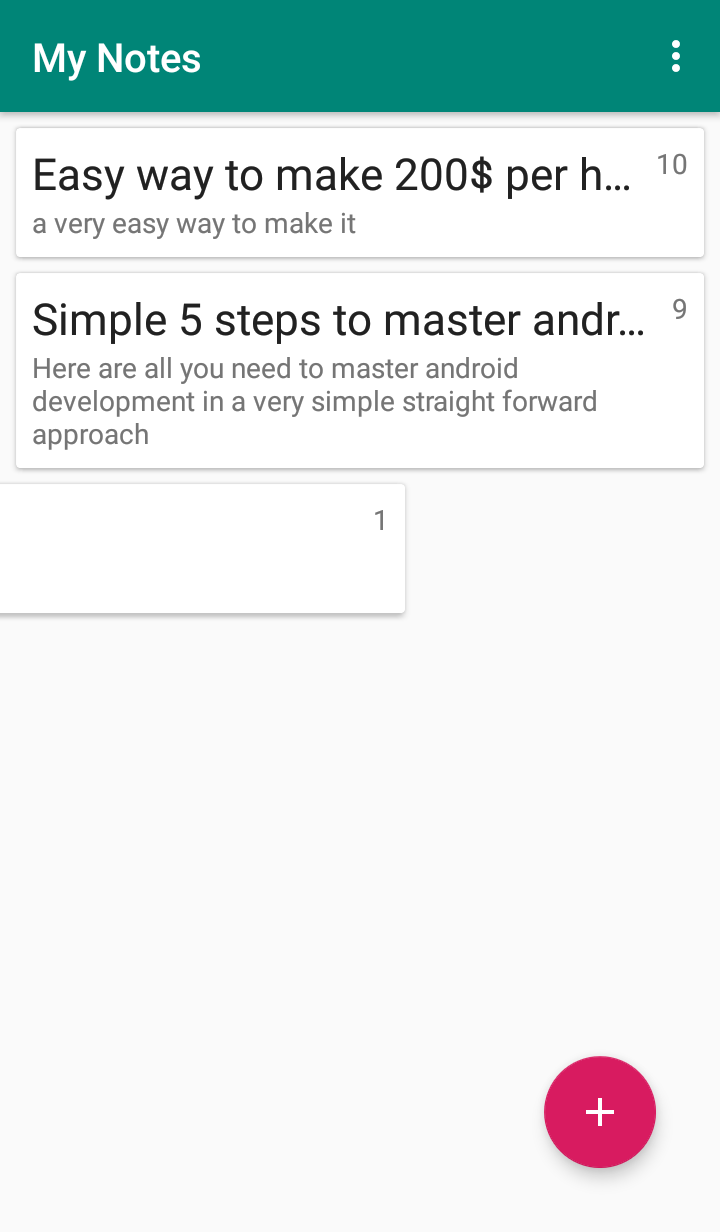 My Notes
Easy way to make 200$ per h...
10
a very easy way to make it
Simple 5 steps to master andr...
9
Here are all you need to master android
development in a very simple straight forward
approach
1